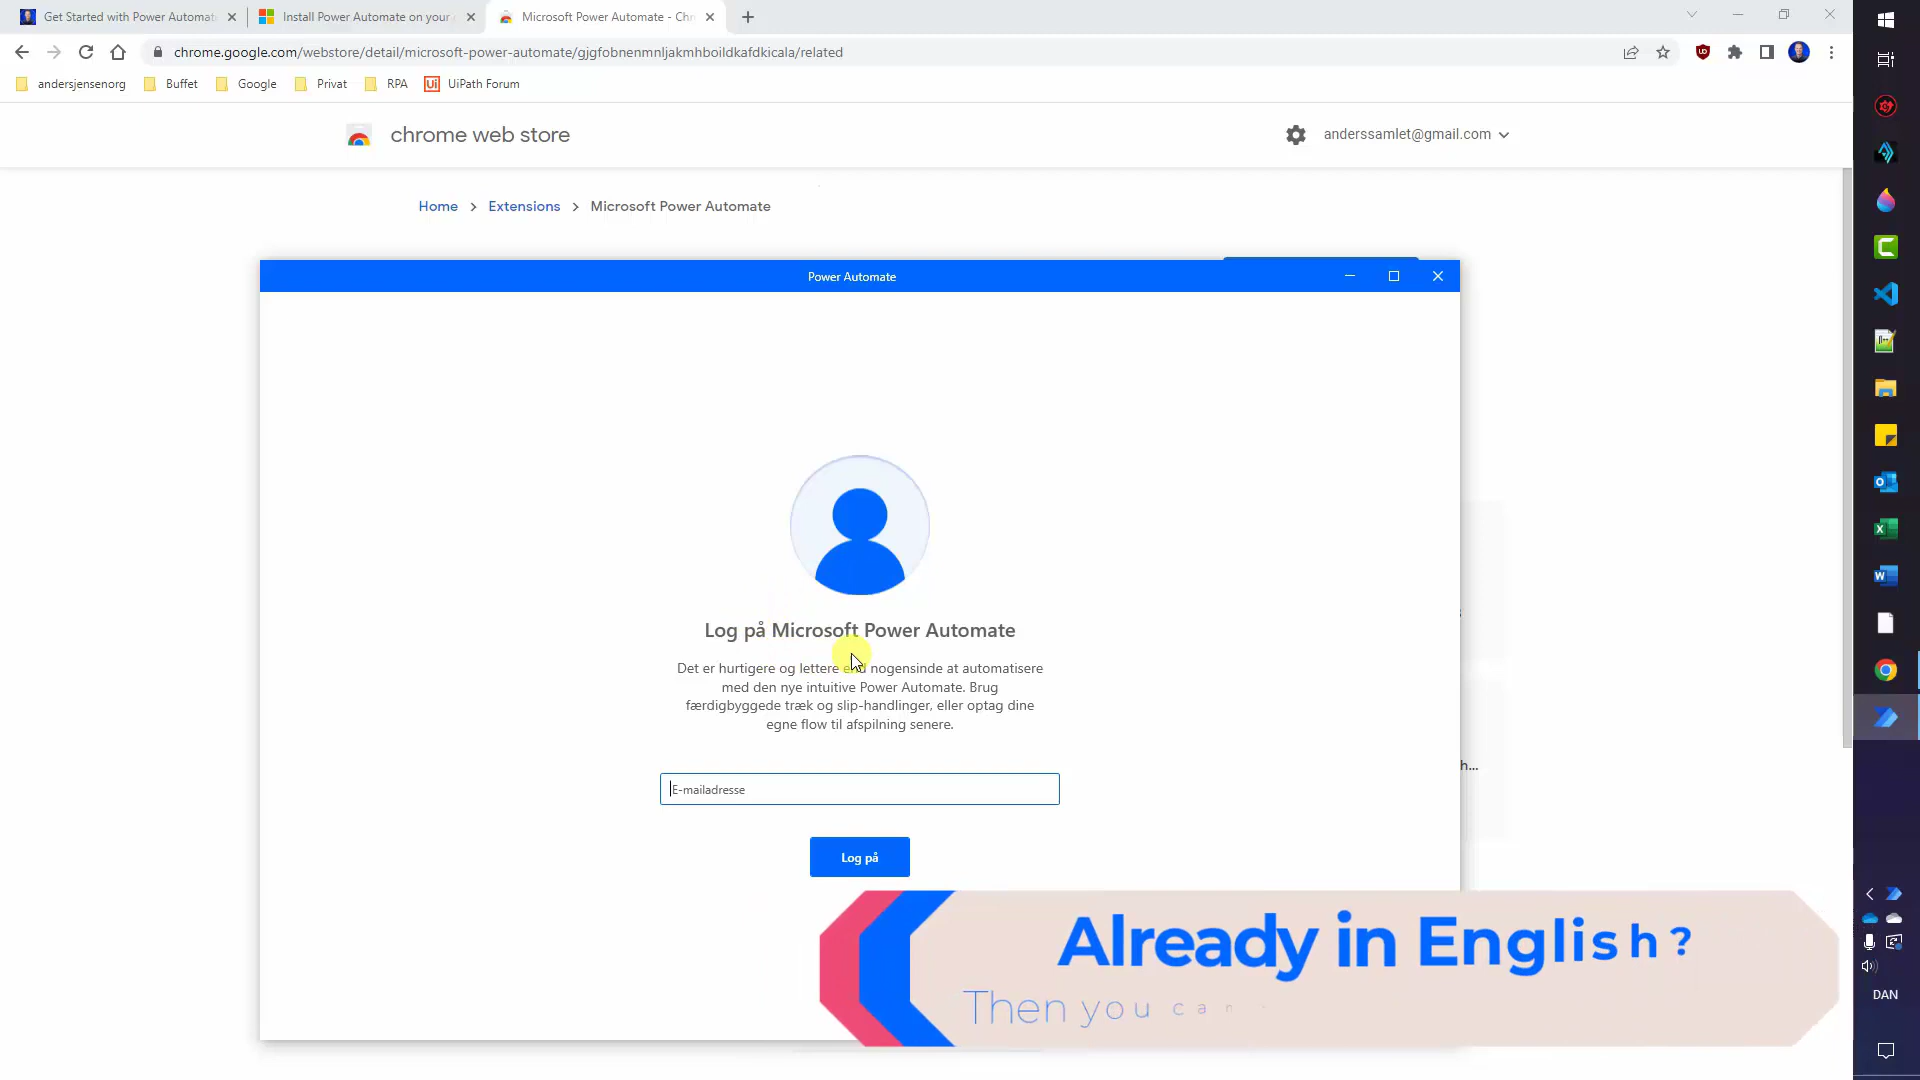 Get Started with Power Automat
Install Power Automate on your
Microsoft Power Automate - Chr
chrome.google.com/webstore/detail/microsoft-power-automate/gjgfobnenmnljakmhboildkafdkicala/related
andersjensenorg
Buffet
Google
Privat
RPA
UiPath Forum
chrome web store
anderssamlet@gmail.com
Home > Extensions > Microsoft Power Automate
Power Automate
Log på Microsoft Power Automate
Det er hurtigere og lettere end nogensinde at automatisere
med den nye intuitive Power Automate. Brug
færdigbyggede træk og slip-handlinger, eller optag dine
egne flow til afspilning senere.
h...
E-mailadresse
Log på
Already in English?
Then you can
DAN